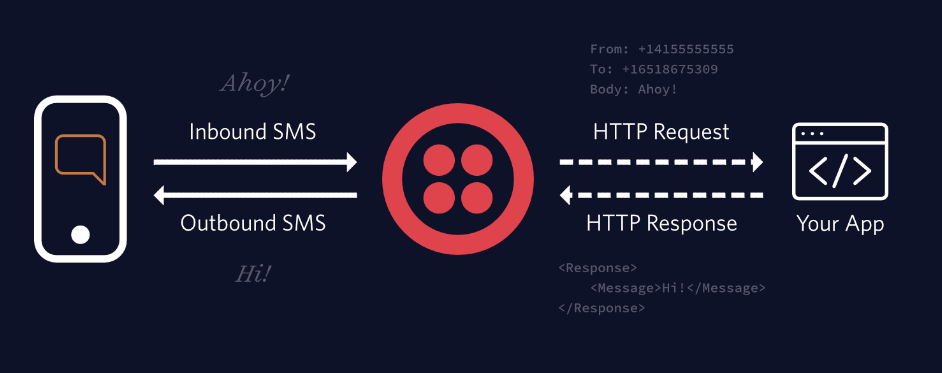 Ahoy!
Inbound SMS
Outbound SMS
Hi!
From: +14155555555
To: +16518675309
Body: Ahoy!
HTTP Request
HTTP Response
<Response>
<Message>Hi!</Message>
</Response>
</>
Your App